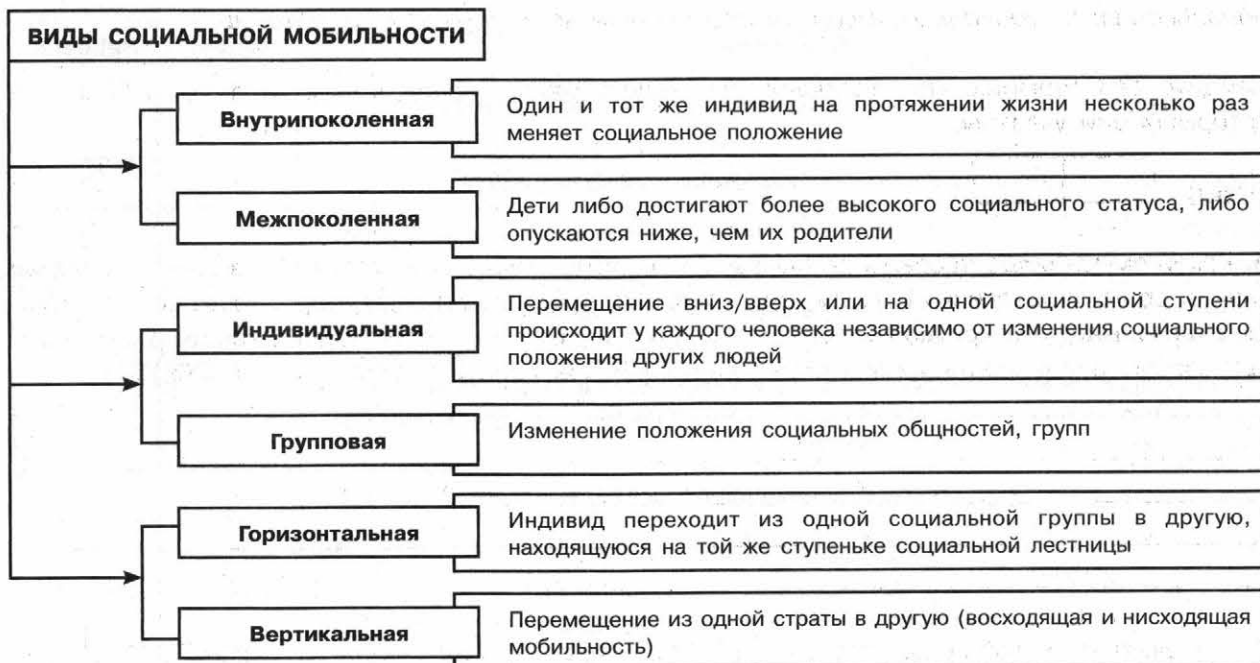 ВИДЫ СОЦИАЛЬНОЙ МОБИЛЬНОСТИ
Внутрипоколенная
Один и тот же индивид на протяжении жизни несколько раз
меняет социальное положение
Межпоколенная
Дети либо достигают более высокого социального статуса, либо
опускаются ниже, чем их родители
Индивидуальная
Перемещение вниз/вверх или на одной социальной ступени
происходит у каждого человека независимо от изменения социального
положения других людей
Групповая
Изменение положения социальных общностей, групп
Горизонтальная
Индивид переходит из одной социальной группы в другую,
находящуюся на той же ступеньке социальной лестницы
Вертикальная
Перемещение из одной страты в другую (восходящая и нисходящая
мобильность)